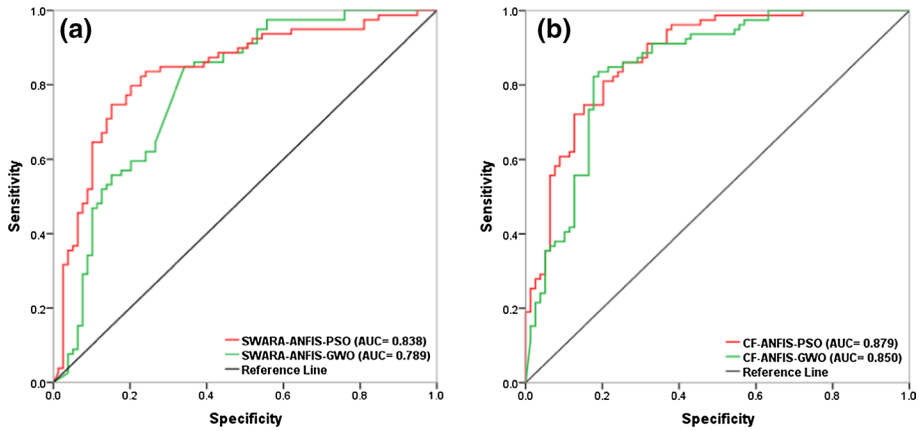 (a)
1.0
0.8
0.6
0.4
0.2
0.0
Sensitivity
SWARA-ANFIS-PSO (AUC= 0.838)
SWARA-ANFIS-GWO (AUC= 0.789)
Reference Line
0.0 0.2 0.4 0.6 0.8 1.0
Specificity
(b)
1.0
0.8
0.6
0.4
0.2
0.0
Sensitivity
CF-ANFIS-PSO (AUC= 0.879)
CF-ANFIS-GWO (AUC= 0.850)
Reference Line
0.0 0.2 0.4 0.6 0.8 1.0
Specificity